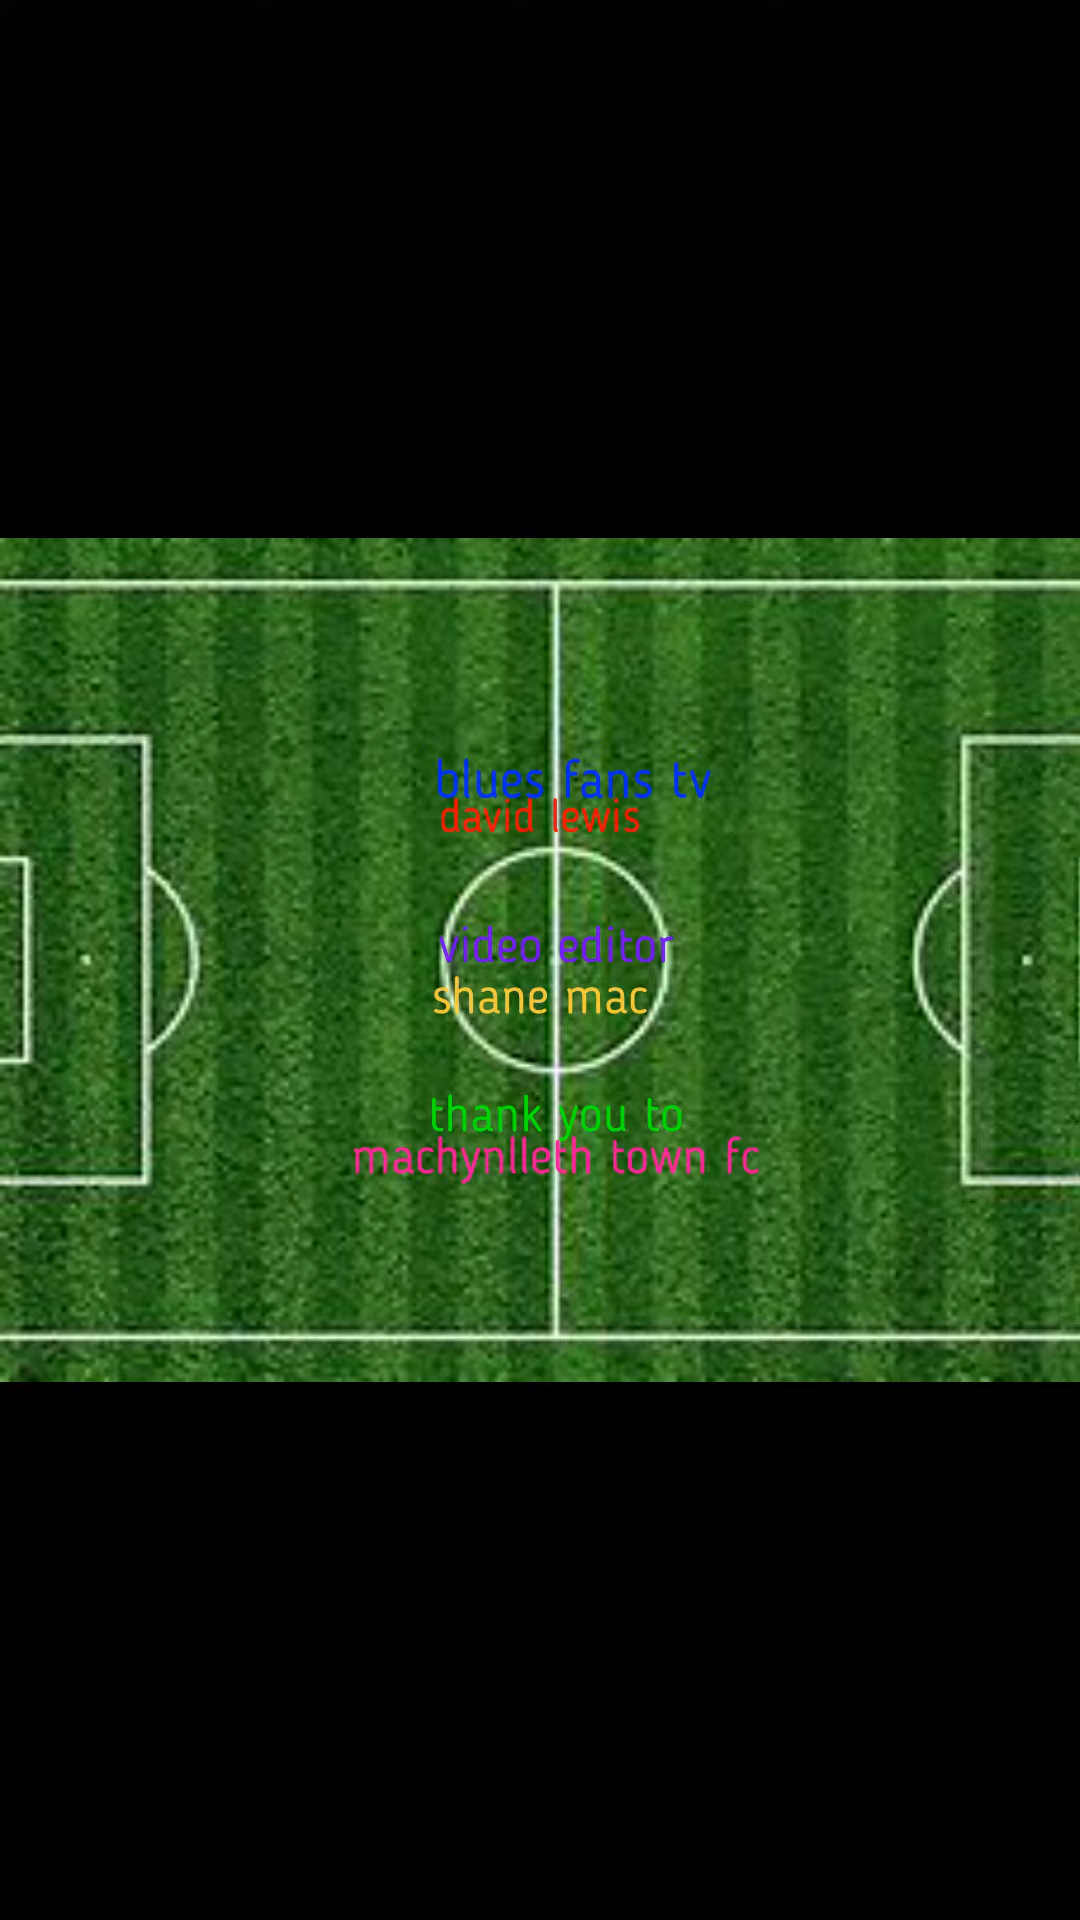 blues fans tv
david lewis
video editor
shane mac
thank you to
machynlleth town fc